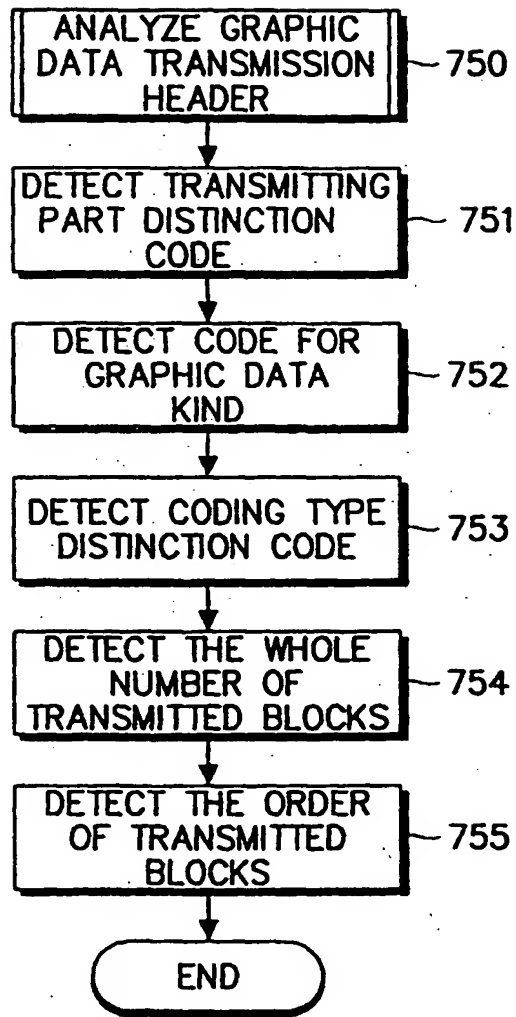 ANALYZE GRAPHIC
DATA TRANSMISSION
HEADER
750
DETECT TRANSMITTING
PART DISTINCTION
CODE
751
DETECT CODE FOR
GRAPHIC DATA
KIND
752
DETECT CODING TYPE
DISTINCTION CODE
753
DETECT THE WHOLE
NUMBER OF
TRANSMITTED BLOCKS
754
DETECT THE ORDER
OF TRANSMITTED
BLOCKS
755
END